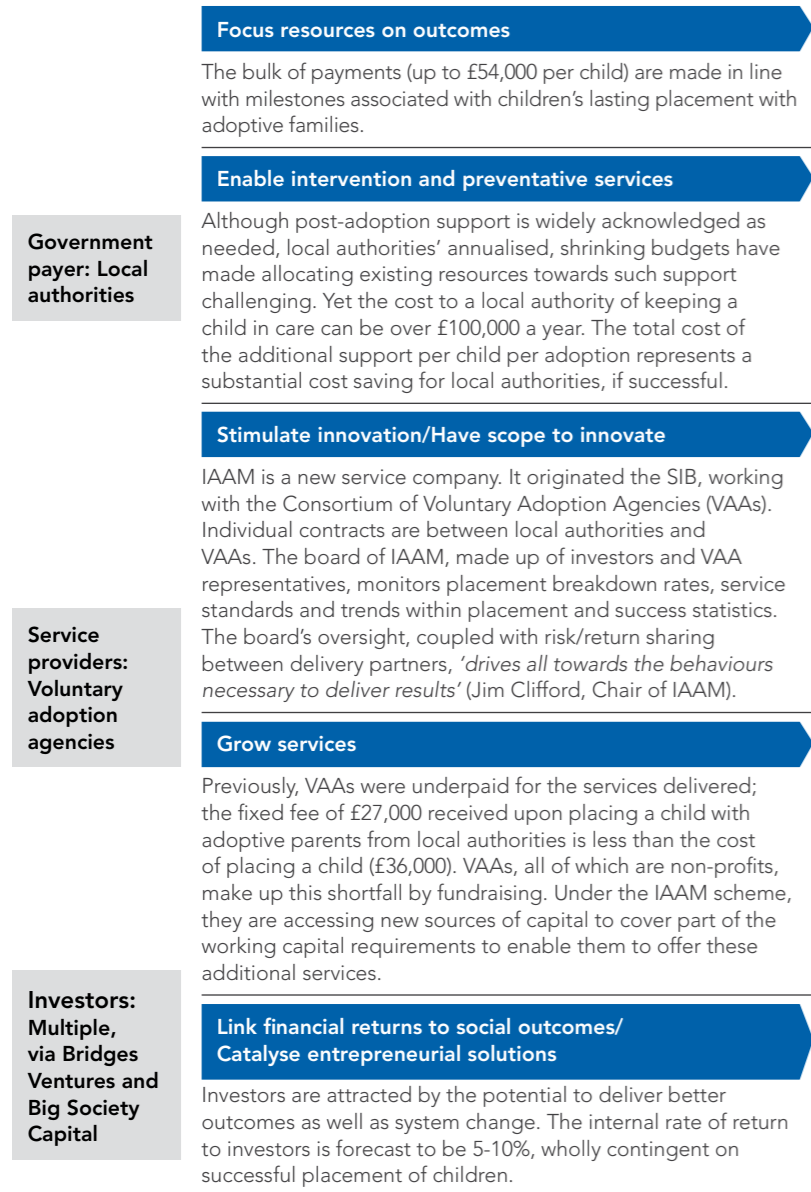 Focus resources on outcomes
The bulk of payments (up to £54,000 per child) are made in line
with milestones associated with children's lasting placement with
adoptive families.
Government
payer: Local
authorities
Enable intervention and preventative services
Although post-adoption support is widely acknowledged as
needed, local authorities' annualised, shrinking budgets have
made allocating existing resources towards such support
challenging. Yet the cost to a local authority of keeping a
child in care can be over £100,000 a year. The total cost of
the additional support per child per adoption represents a
substantial cost saving for local authorities, if successful.
Stimulate innovation/Have scope to innovate
IAAM is a new service company. It originated the SIB, working
with the Consortium of Voluntary Adoption Agencies (VAAs).
Individual contracts are between local authorities and
VAAs. The board of IAAM, made up of investors and VAA
representatives, monitors placement breakdown rates, service
standards and trends within placement and success statistics.
The board's oversight, coupled with risk/return sharing
between delivery partners, 'drives all towards the behaviours
necessary to deliver results' (Jim Clifford, Chair of IAAM).
Service
providers:
Voluntary
adoption
agencies
Grow services
Previously, VAAs were underpaid for the services delivered;
the fixed fee of £27,000 received upon placing a child with
adoptive parents from local authorities is less than the cost
of placing a child (£36,000). VAAs, all of which are non-profits,
make up this shortfall by fundraising. Under the IAAM scheme,
they are accessing new sources of capital to cover part of the
working capital requirements to enable them to offer these
additional services.
Investors:
Multiple,
via Bridges
Ventures and
Big Society
Capital
Link financial returns to social outcomes/
Catalyse entrepreneurial solutions
Investors are attracted by the potential to deliver better
outcomes as well as system change. The internal rate of return
to investors is forecast to be 5-10%, wholly contingent on
successful placement of children.